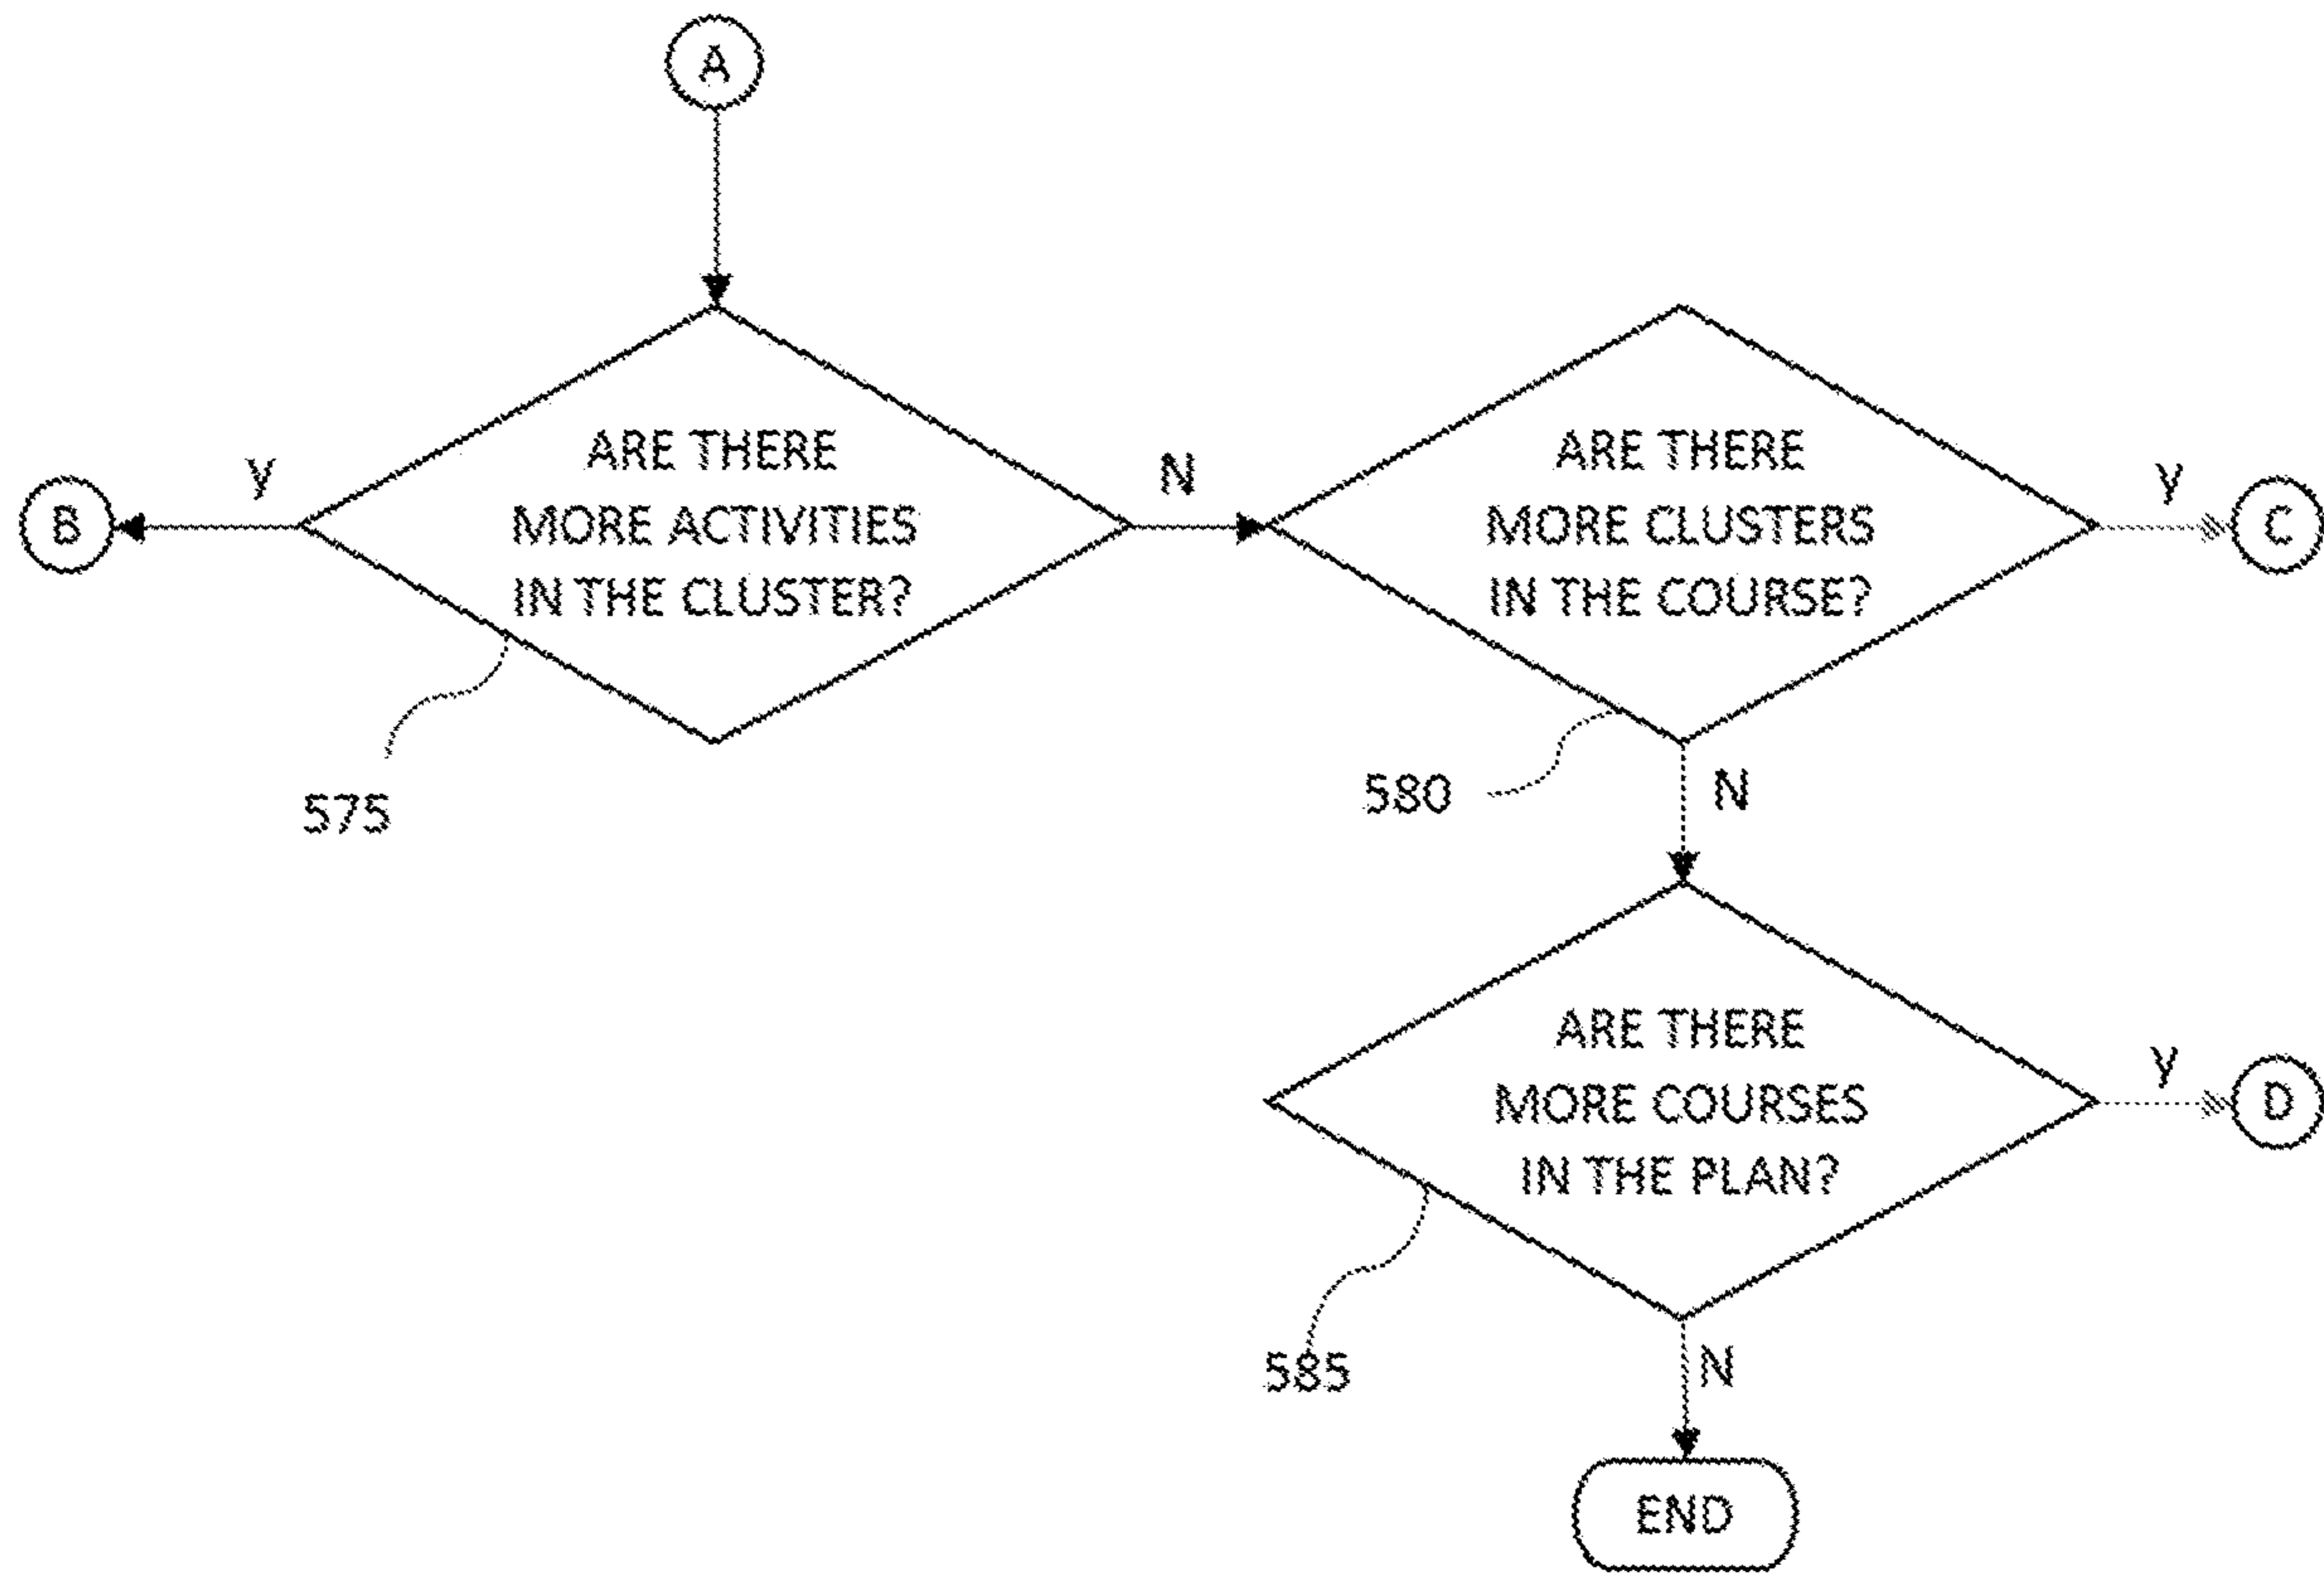 A
ARE THERE
MORE ACTIVITIES
IN THE CLUSTER?
Y
B
N
575
ARE THERE
MORE CLUSTERS
IN THE COURSE?
Y
C
580
N
ARE THERE
MORE COURSES
IN THE PLAN?
Y
D
585
N
END